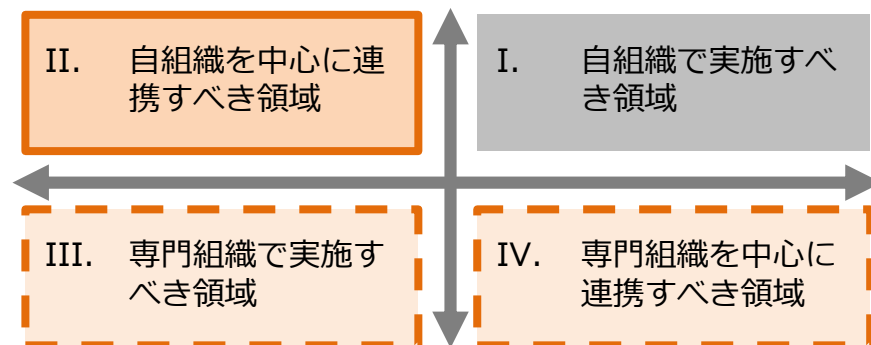 II. 自組織を中心に連
携すべき領域
I. 自組織で実施すべ
き領域
III. 専門組織で実施す
べき領域
IV. 専門組織を中心に
連携すべき領域